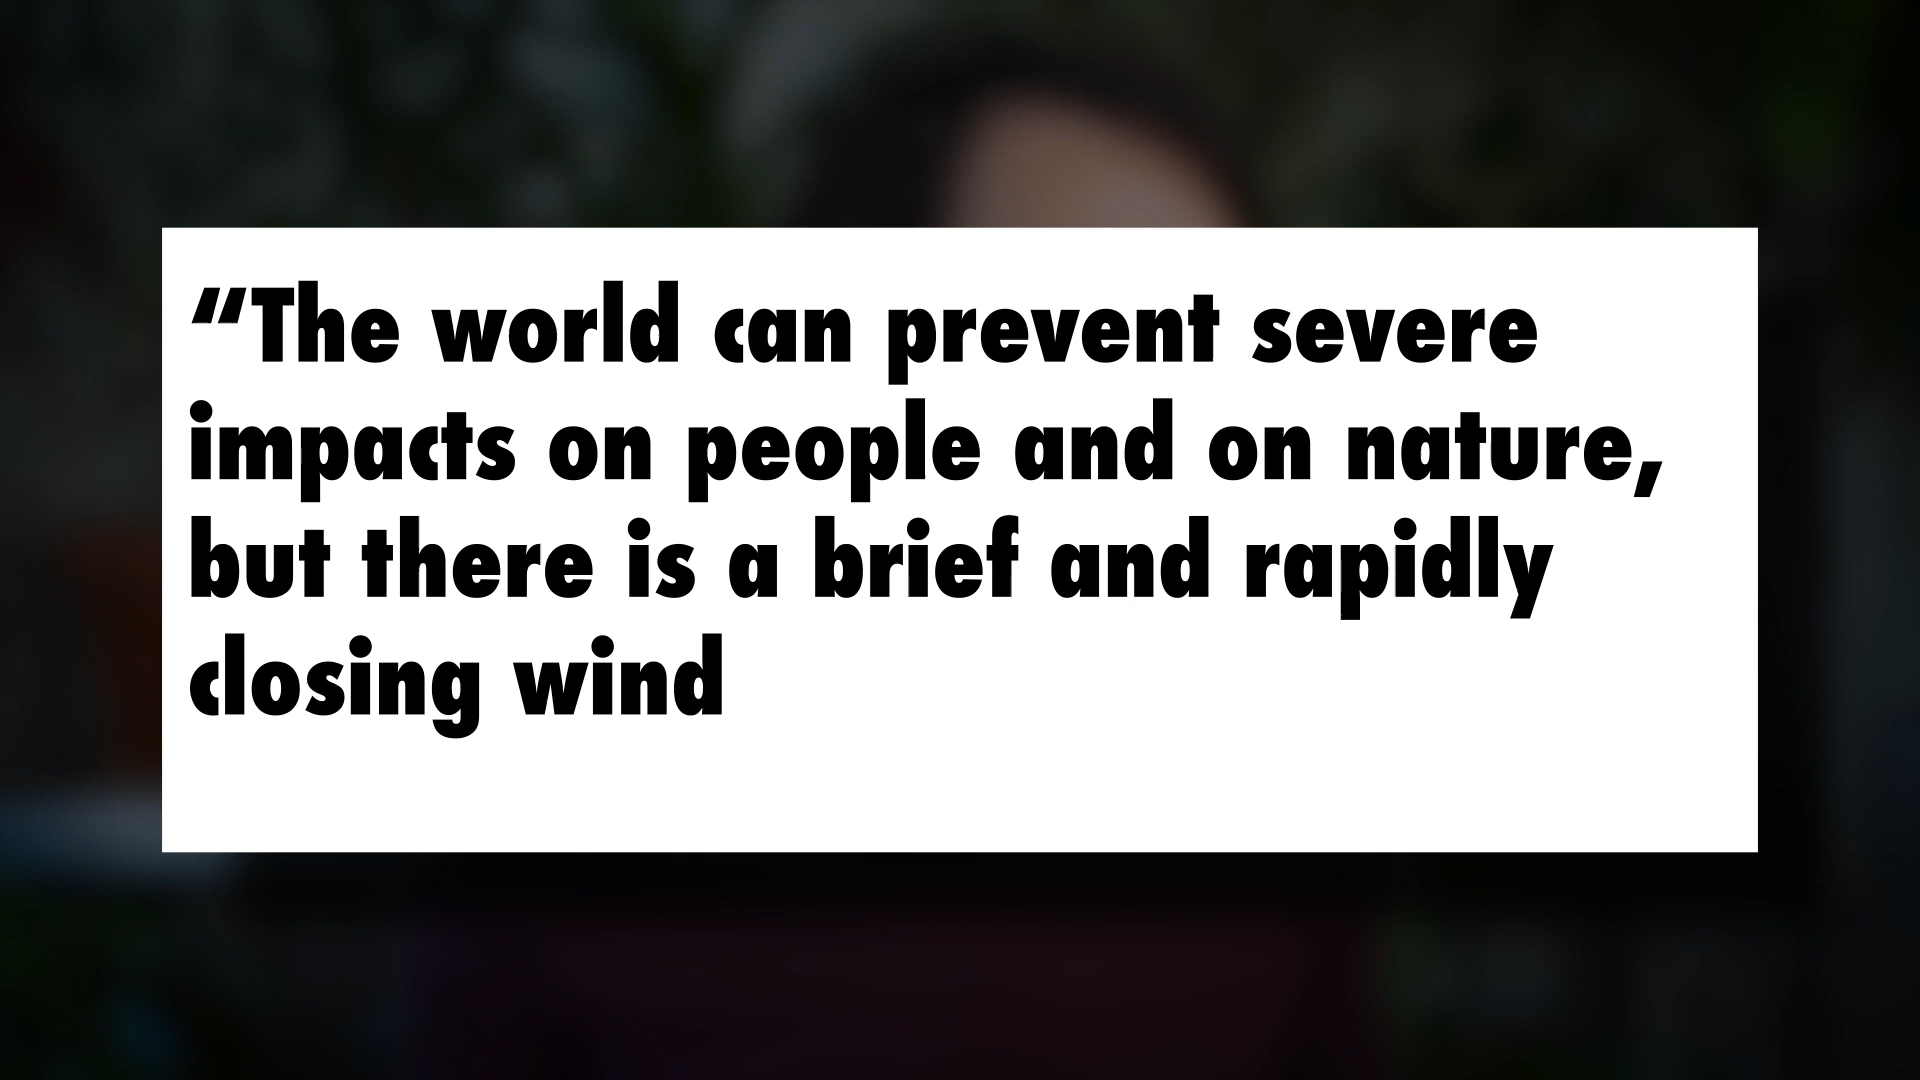 “The world can prevent severe
impacts on people and on nature,
but there is a brief and rapidly
closing wind